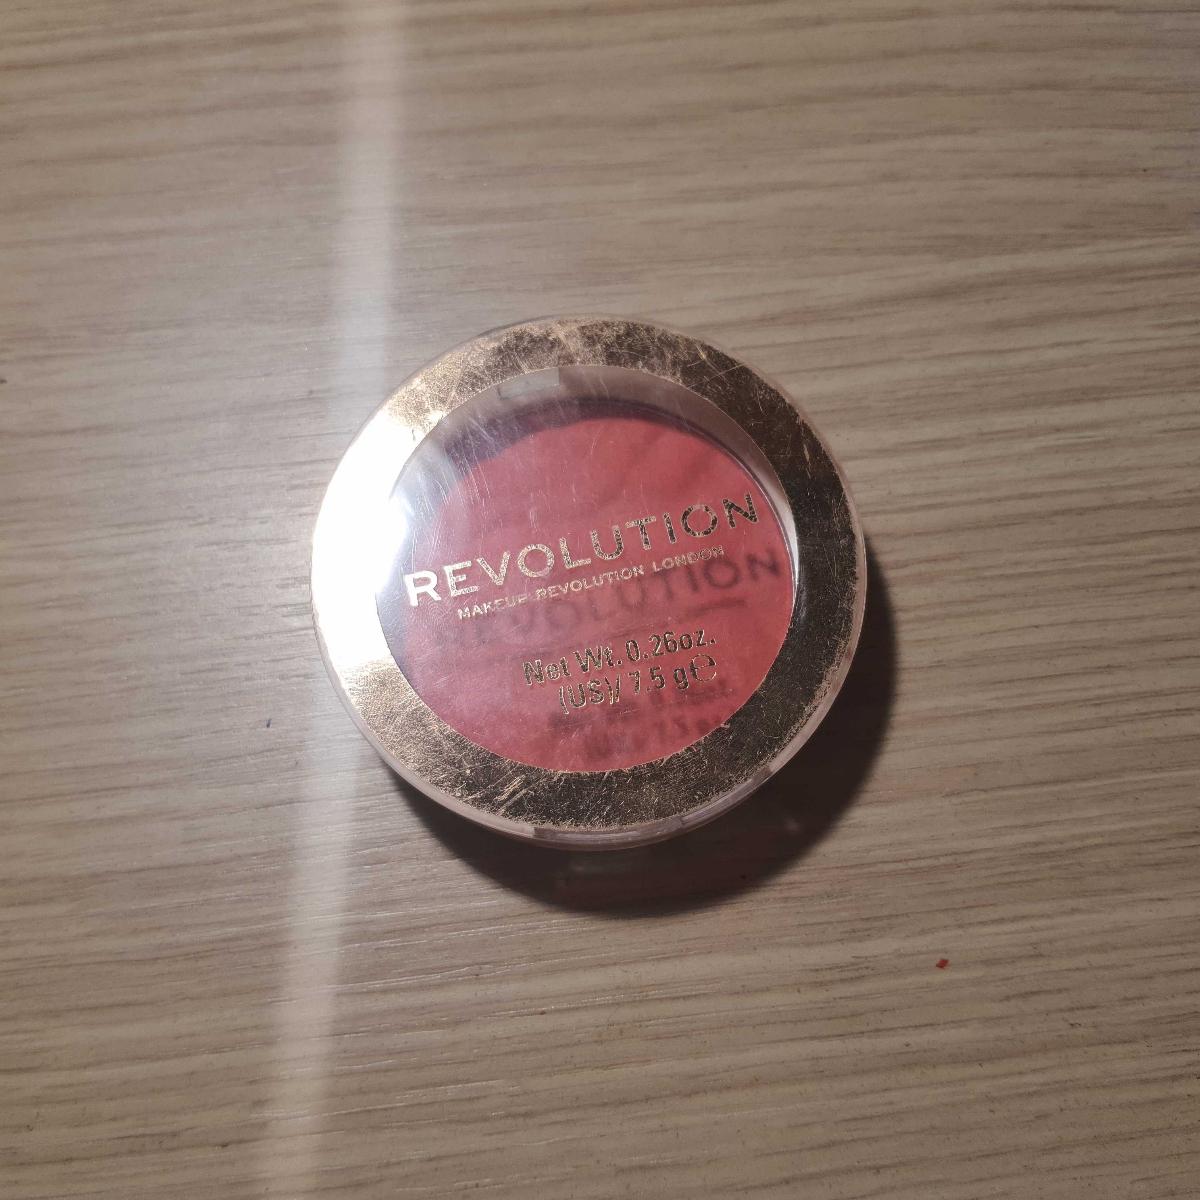 REVOLUTION
MAKEUP REVOLUTION LONDON
Net Wt. 0.26oz.
(US)/ 7.5 g℮